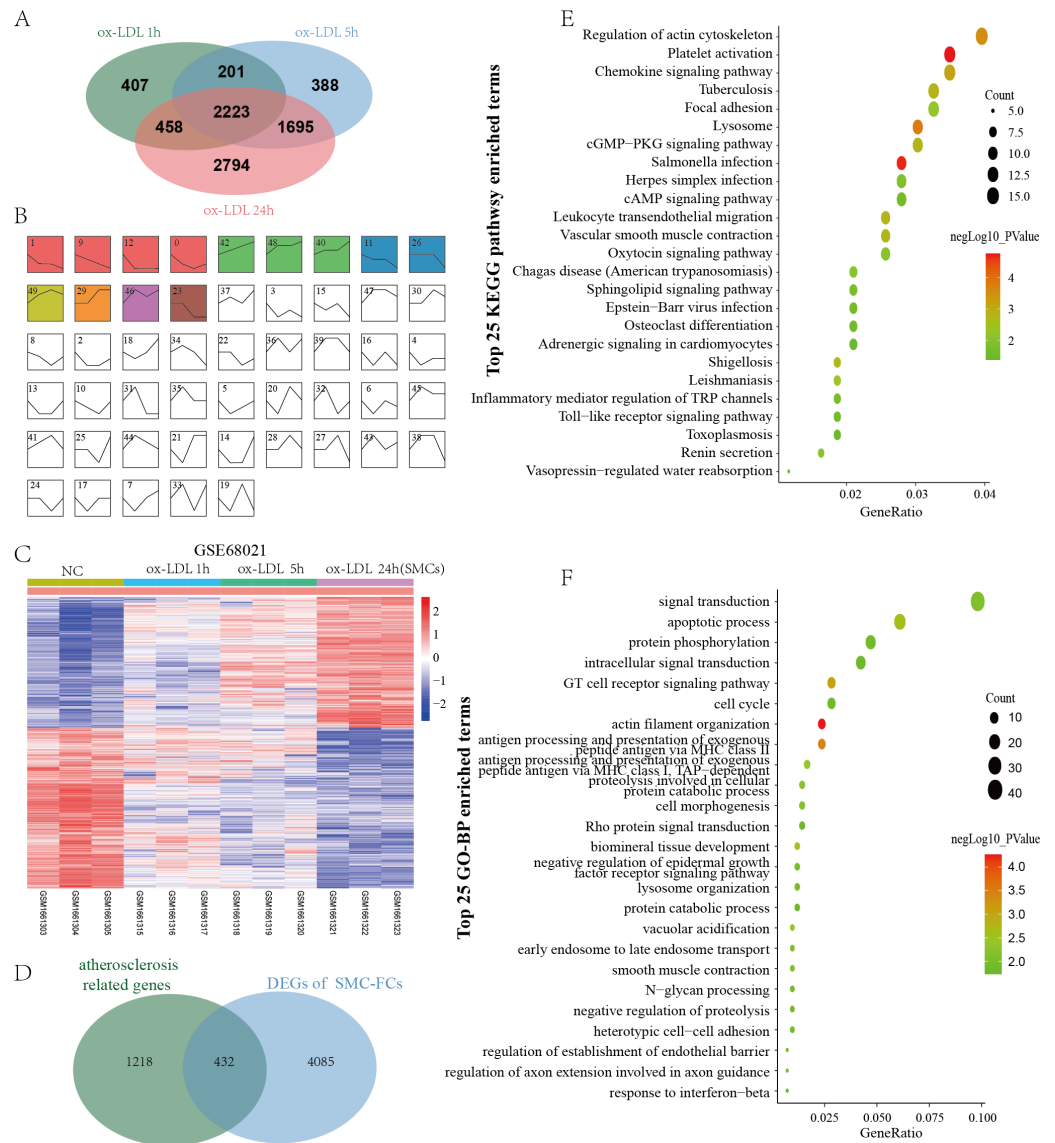 A
ox-LDL 1h
ox-LDL 5h
407
201
388
2223
458
1695
2794
ox-LDL 24h
B
1
9
12
0
42
48
40
11
26
49
29
46
23
37
3
15
47
30
8
2
18
34
22
36
39
16
4
13
10
31
35
5
20
32
6
45
41
25
44
21
14
28
27
43
38
24
17
7
33
19
C
GSE68021
NC
ox-LDL 1h
ox-LDL 5h
ox-LDL 24h(SMCs)
2
1
0
−1
−2
GSM1661303
GSM1661304
GSM1661305
GSM1661315
GSM1661316
GSM1661317
GSM1661318
GSM1661319
GSM1661320
GSM1661321
GSM1661322
GSM1661323
D
atherosclerosis
related genes
DEGs of SMC-FCs
1218
432
4085
E
Top 25 KEGG pathwsy enriched terms
Regulation of actin cytoskeleton
Platelet activation
Chemokine signaling pathway
Tuberculosis
Focal adhesion
Lysosome
cGMP−PKG signaling pathway
Salmonella infection
Herpes simplex infection
cAMP signaling pathway
Leukocyte transendothelial migration
Vascular smooth muscle contraction
Oxytocin signaling pathway
Chagas disease (American trypanosomiasis)
Sphingolipid signaling pathway
Epstein−Barr virus infection
Osteoclast differentiation
Adrenergic signaling in cardiomyocytes
Shigellosis
Leishmaniasis
Inflammatory mediator regulation of TRP channels
Toll−like receptor signaling pathway
Toxoplasmosis
Renin secretion
Vasopressin−regulated water reabsorption
0.02
0.03
0.04
GeneRatio
Count
5.0
7.5
10.0
12.5
15.0
negLog10_PValue
4
3
2
F
Top 25 GO-BP enriched terms
signal transduction
apoptotic process
protein phosphorylation
intracellular signal transduction
GT cell receptor signaling pathway
cell cycle
actin filament organization
antigen processing and presentation of exogenous
peptide antigen via MHC class II
antigen processing and presentation of exogenous
peptide antigen via MHC class I, TAP−dependent
proteolysis involved in cellular
protein catabolic process
cell morphogenesis
Rho protein signal transduction
biomineral tissue development
negative regulation of epidermal growth
factor receptor signaling pathway
lysosome organization
protein catabolic process
vacuolar acidification
early endosome to late endosome transport
smooth muscle contraction
N−glycan processing
negative regulation of proteolysis
heterotypic cell−cell adhesion
regulation of establishment of endothelial barrier
regulation of axon extension involved in axon guidance
response to interferon−beta
0.025
0.050
0.075
0.100
GeneRatio
Count
10
20
30
40
negLog10_PValue
4.0
3.5
3.0
2.5
2.0